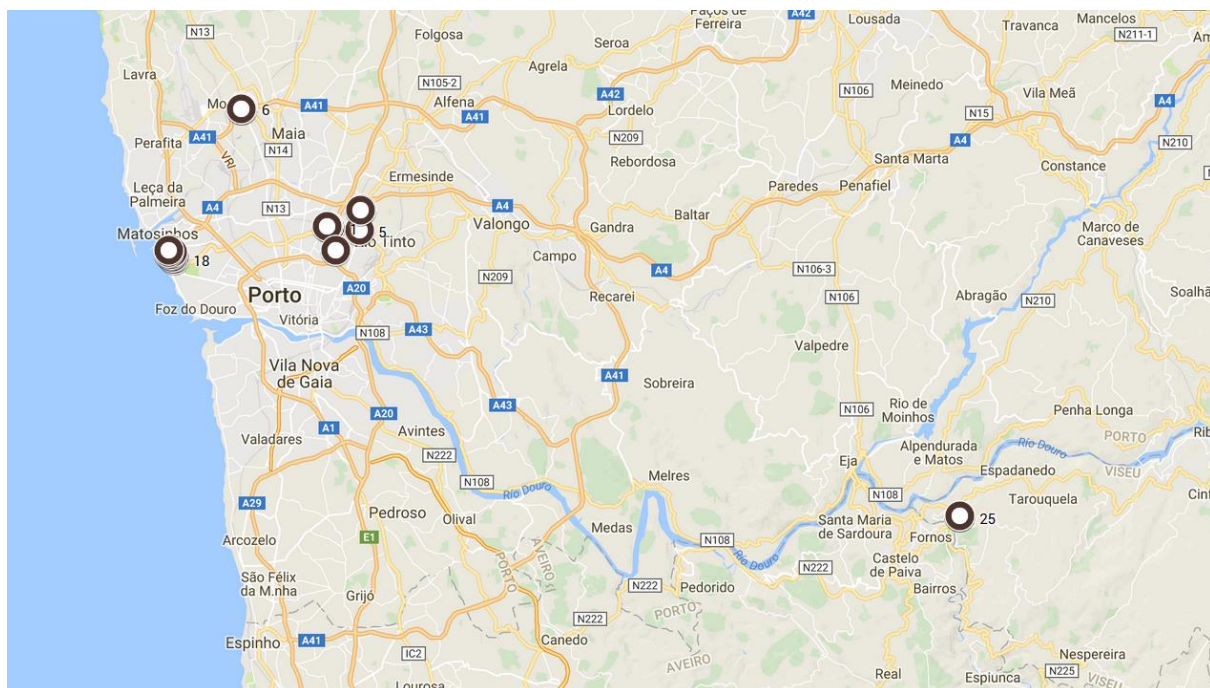 Paços de
Ferreira
A42
Lousada
Mancelos
N211-1
Travanca
N13
Folgosa
Seroa
Lavra
Agrela
N105-2
Meinedo
A42
N106
Vila Meã
A4
6
A41
Alfena
Lordelo
N15
A41
Maia
A41
N209
A4
N210
Perafita
N14
VRI
Rebordosa
Santa Marta
Constance
Ermesinde
Paredes
Penafiel
Leça da
Palmeira
A4
N13
A4
Valongo
Gandra
Baltar
Marco de
Canaveses
Matosinhos
5
18
Campo
A4
N106-3
N209
Porto
A20
Recarei
N106
Abragão
N210
Foz do Douro
Vitória
N108
A43
Valpedre
Vila Nova
de Gaia
A41
Sobreira
A43
Rio de
Moinhos
N106
Penha Longa
A20
A1
Avintes
PORTO
VISEU
Valadares
N222
Alpendurada
e Matos
Rio Douro
Eja
Espadanedo
N108
Melres
Rio Douro
N108
A29
Tarouquela
Pedroso
Olival
Medas
Santa Maria
de Sardoura
25
Fornos
E1
Arcozelo
N108
Rio Douro
Castelo
de Paiva
N222
AVEIRO
PORTO
São Félix
da M.nha
N222
Pedorido
Bairros
Grijó
PORTO
AVEIRO
N222
Espinho
A41
Canedo
IC2
Nespereira
Lourosa
Real
Espiunca
N225
VISEU